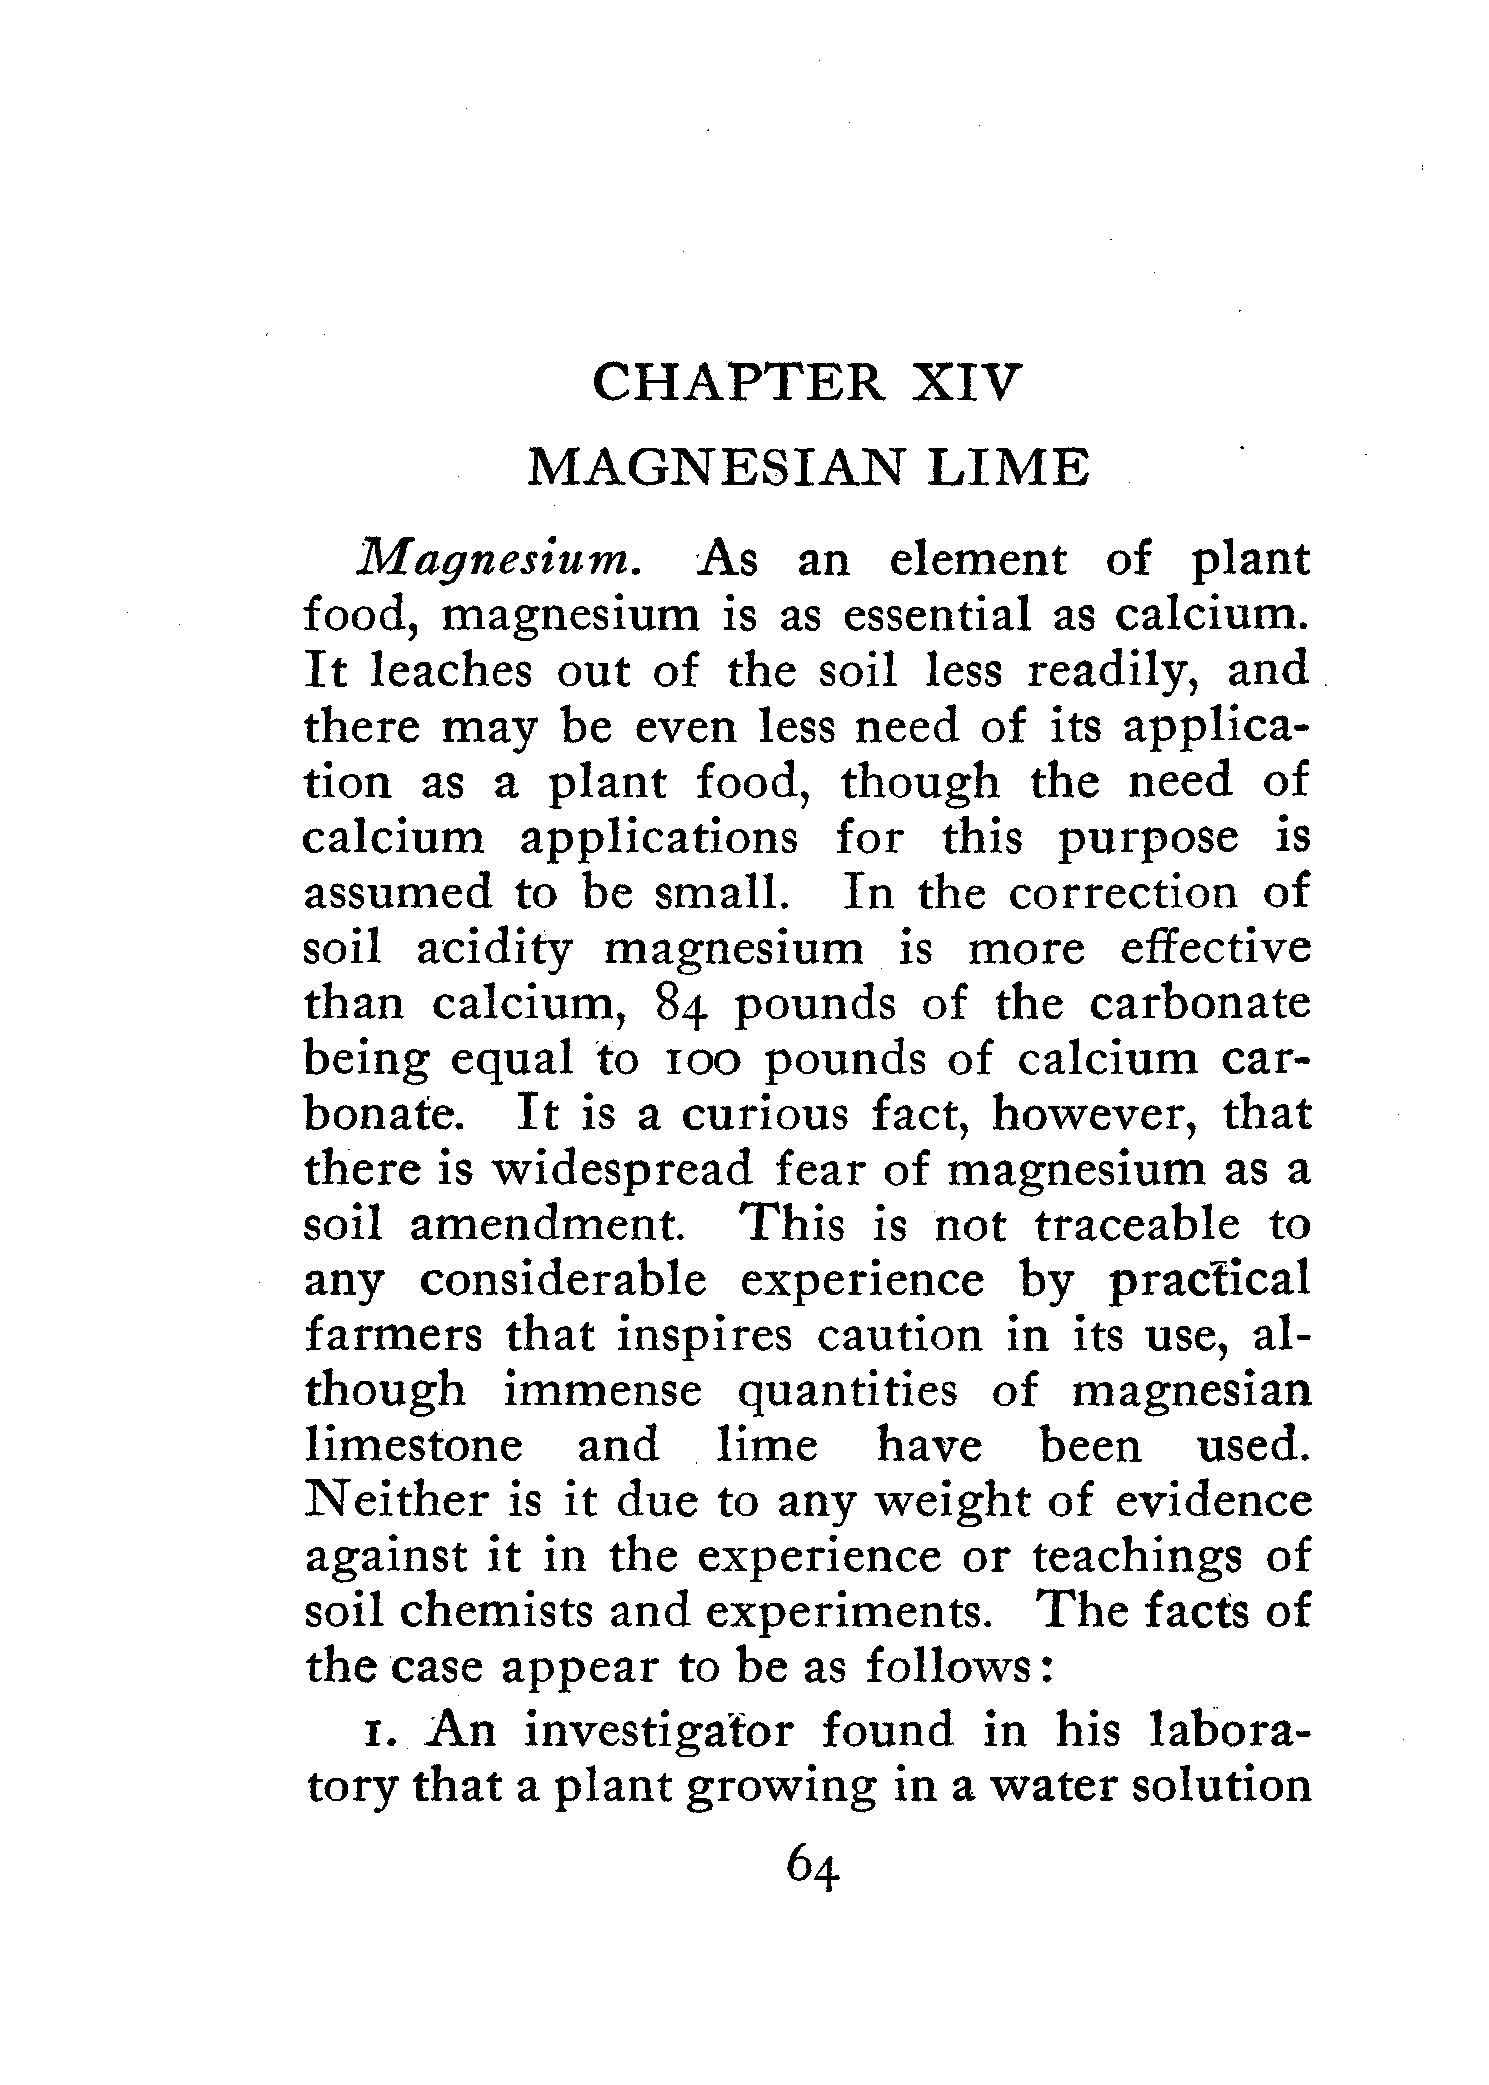 CHAPTER XIV
MAGNESIAN LIME
Magnesium. As an element of plant
food, magnesium is as essential as calcium.
It leaches out of the soil less readily, and
there may be even less need of its applica-
tion as a plant food, though the need of
calcium applications for this purpose is
assumed to be small. In the correction of
soil acidity magnesium is more effective
than calcium, 84 pounds of the carbonate
being equal to 100 pounds of calcium car-
bonate. It is a curious fact, however, that
there is widespread fear of magnesium as a
soil amendment. This is not traceable to
any considerable experience by practical
farmers that inspires caution in its use, al-
though immense quantities of magnesian
limestone and lime have been used.
Neither is it due to any weight of evidence
against it in the experience or teachings of
soil chemists and experiments. The facts of
the case appear to be as follows:
1. An investigator found in his labora-
tory that a plant growing in a water solution
64